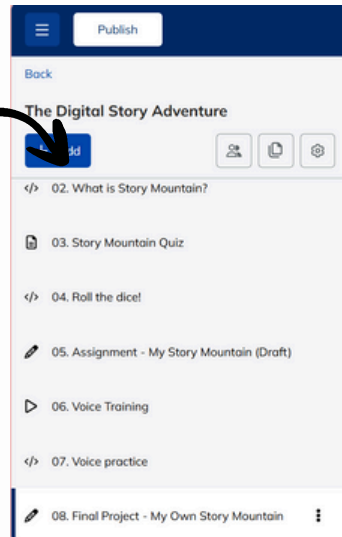 Publish
Back
The Digital Story Adventure
02. What is Story Mountain?
03. Story Mountain Quiz
04. Roll the dice!
05. Assignment - My Story Mountain (Draft)
06. Voice Training
07. Voice practice
08. Final Project - My Own Story Mountain